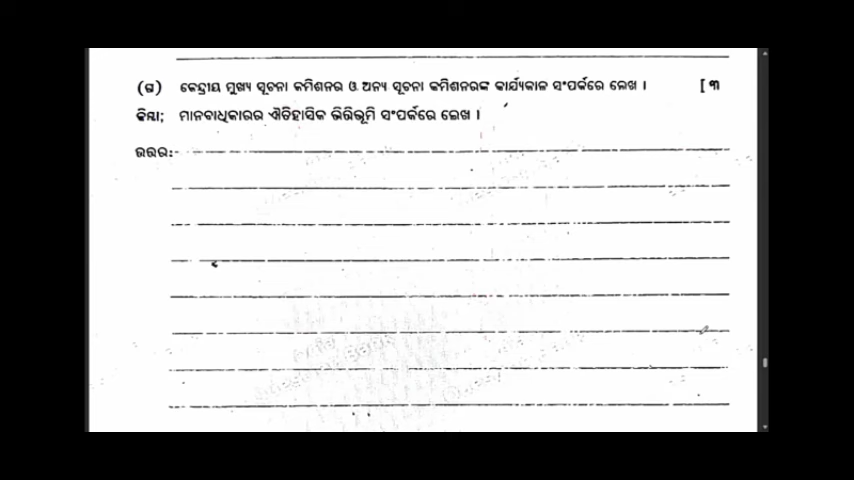 (ଗ) କେନ୍ଦ୍ରୀୟ ମୁଖ୍ୟ ସୂଚନା କମିଶନର ଓ ଅନ୍ୟ ସୂଚନା କମିଶନରଙ୍କ କାର୍ଯ୍ୟକାଳ ସଂପର୍କରେ ଲେଖ । [ ୩
କିମ୍ବା; ମାନବାଧିକାରର ଐତିହାସିକ ଭିତ୍ତିଭୂମି ସଂପର୍କରେ ଲେଖ ।
ଉତ୍ତର:-